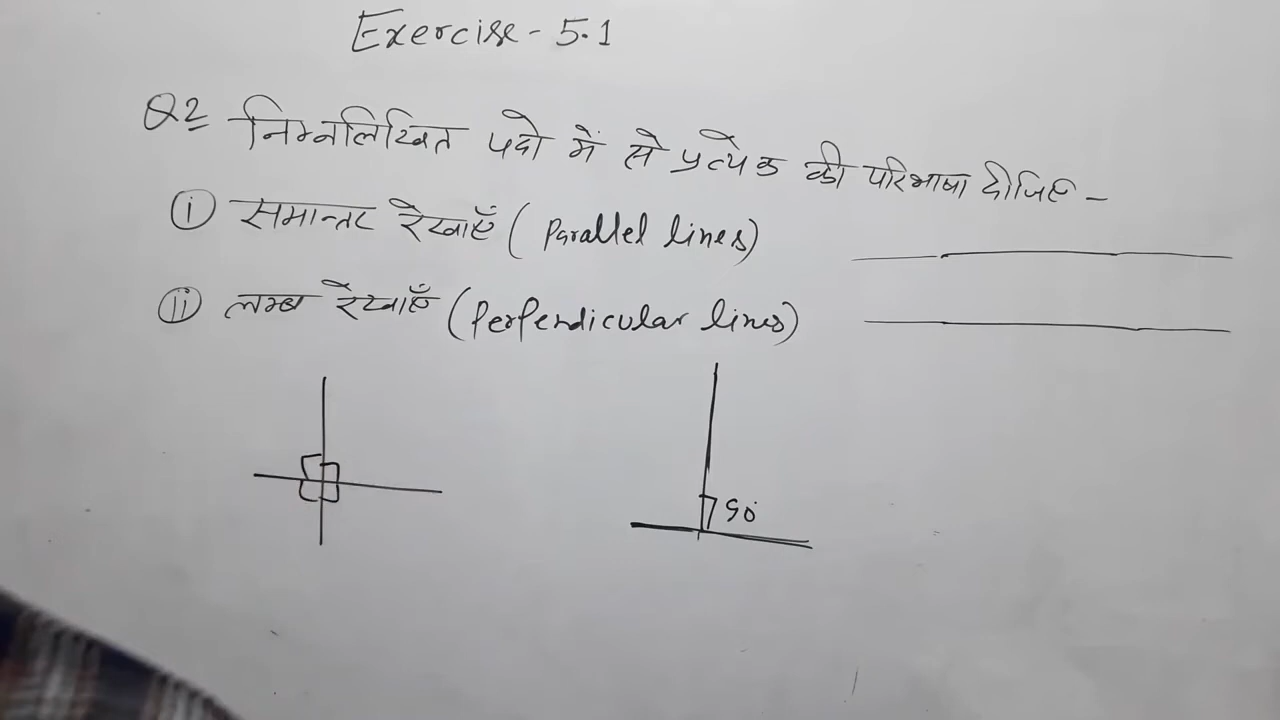 Exercise - 5.1
Q2 निम्नलिखित पदो में से प्रत्येक की परिभाषा दीजिए -
(i) समान्तर रेखाएँ (Parallel lines)
(ii) लम्ब रेखाएँ (Perpendicular lines)
90°